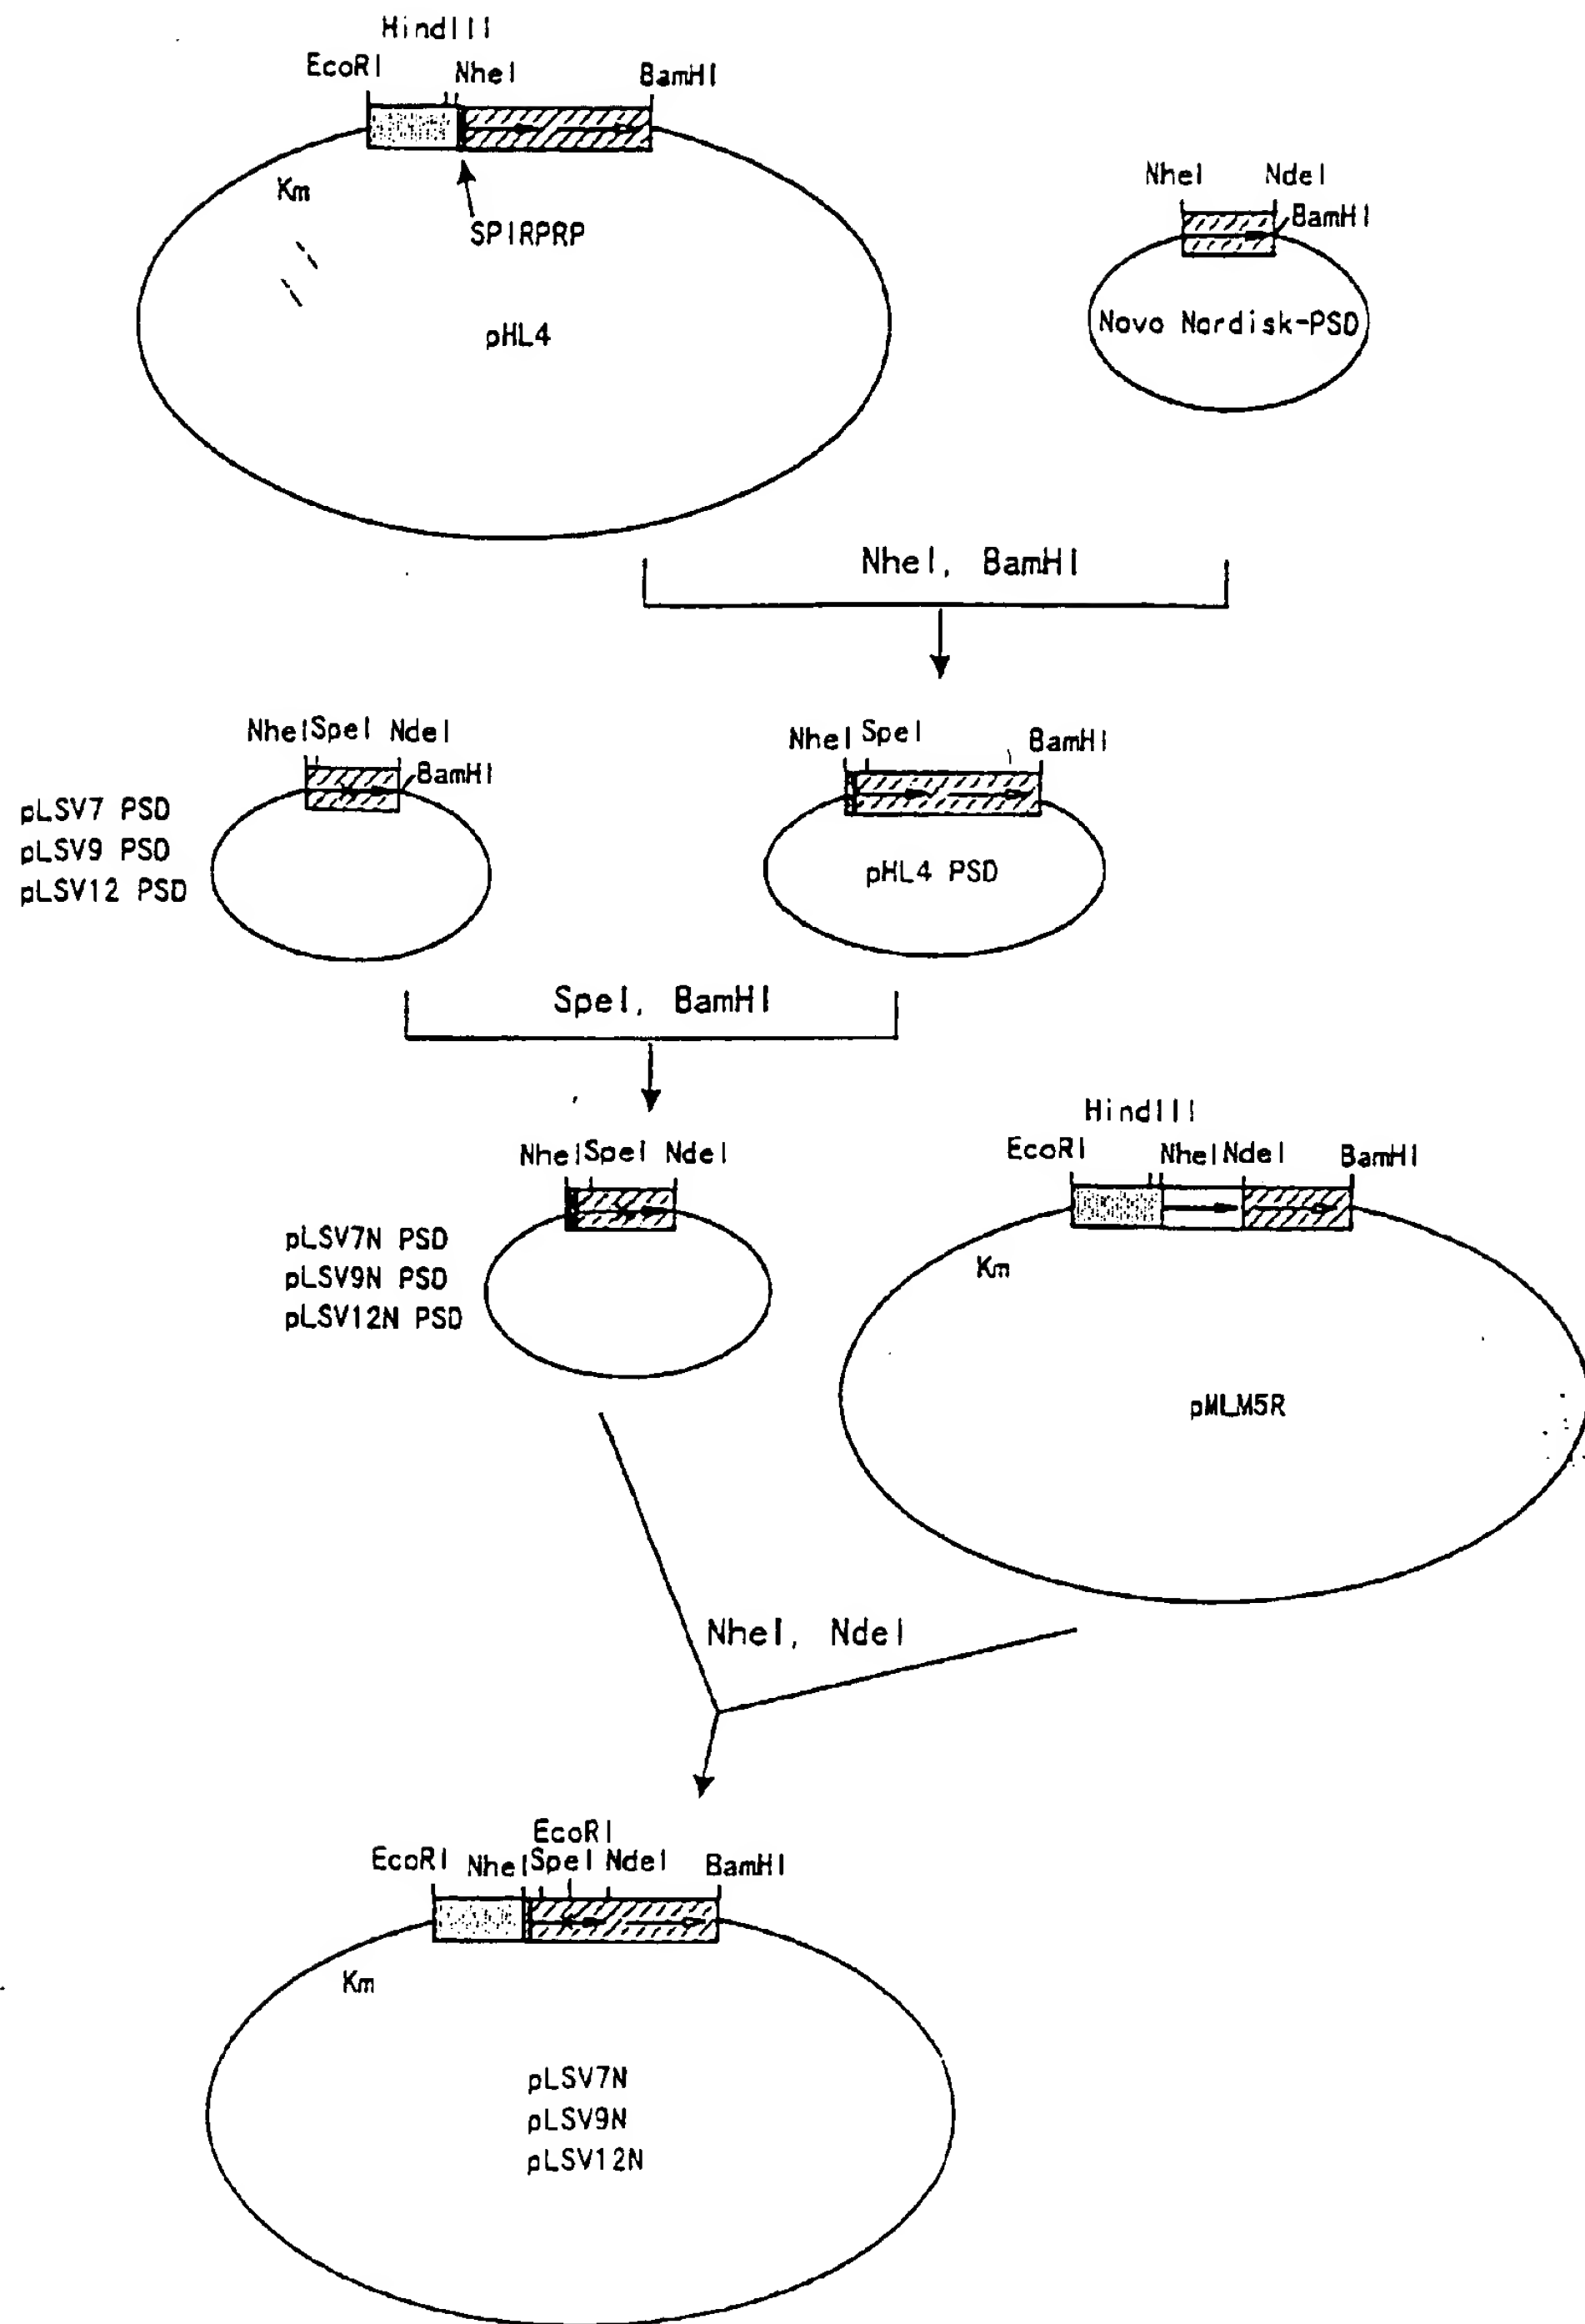 HindIII
EcoRI NheI BamHI
Km
SPIRPRP
pHL4
NheI NdeI
BamHI
Novo Nordisk-PSD
NheI, BamHI
NheI SpeI NdeI
BamHI
pLSV7 PSD
pLSV9 PSD
pLSV12 PSD
NheI SpeI BamHI
pHL4 PSD
SpeI, BamHI
NheI SpeI NdeI
pLSV7N PSD
pLSV9N PSD
pLSV12N PSD
HindIII
EcoRI NheI NdeI BamHI
Km
pMLM5R
NheI, NdeI
EcoRI
EcoRI NheI SpeI NdeI BamHI
Km
pLSV7N
pLSV9N
pLSV12N